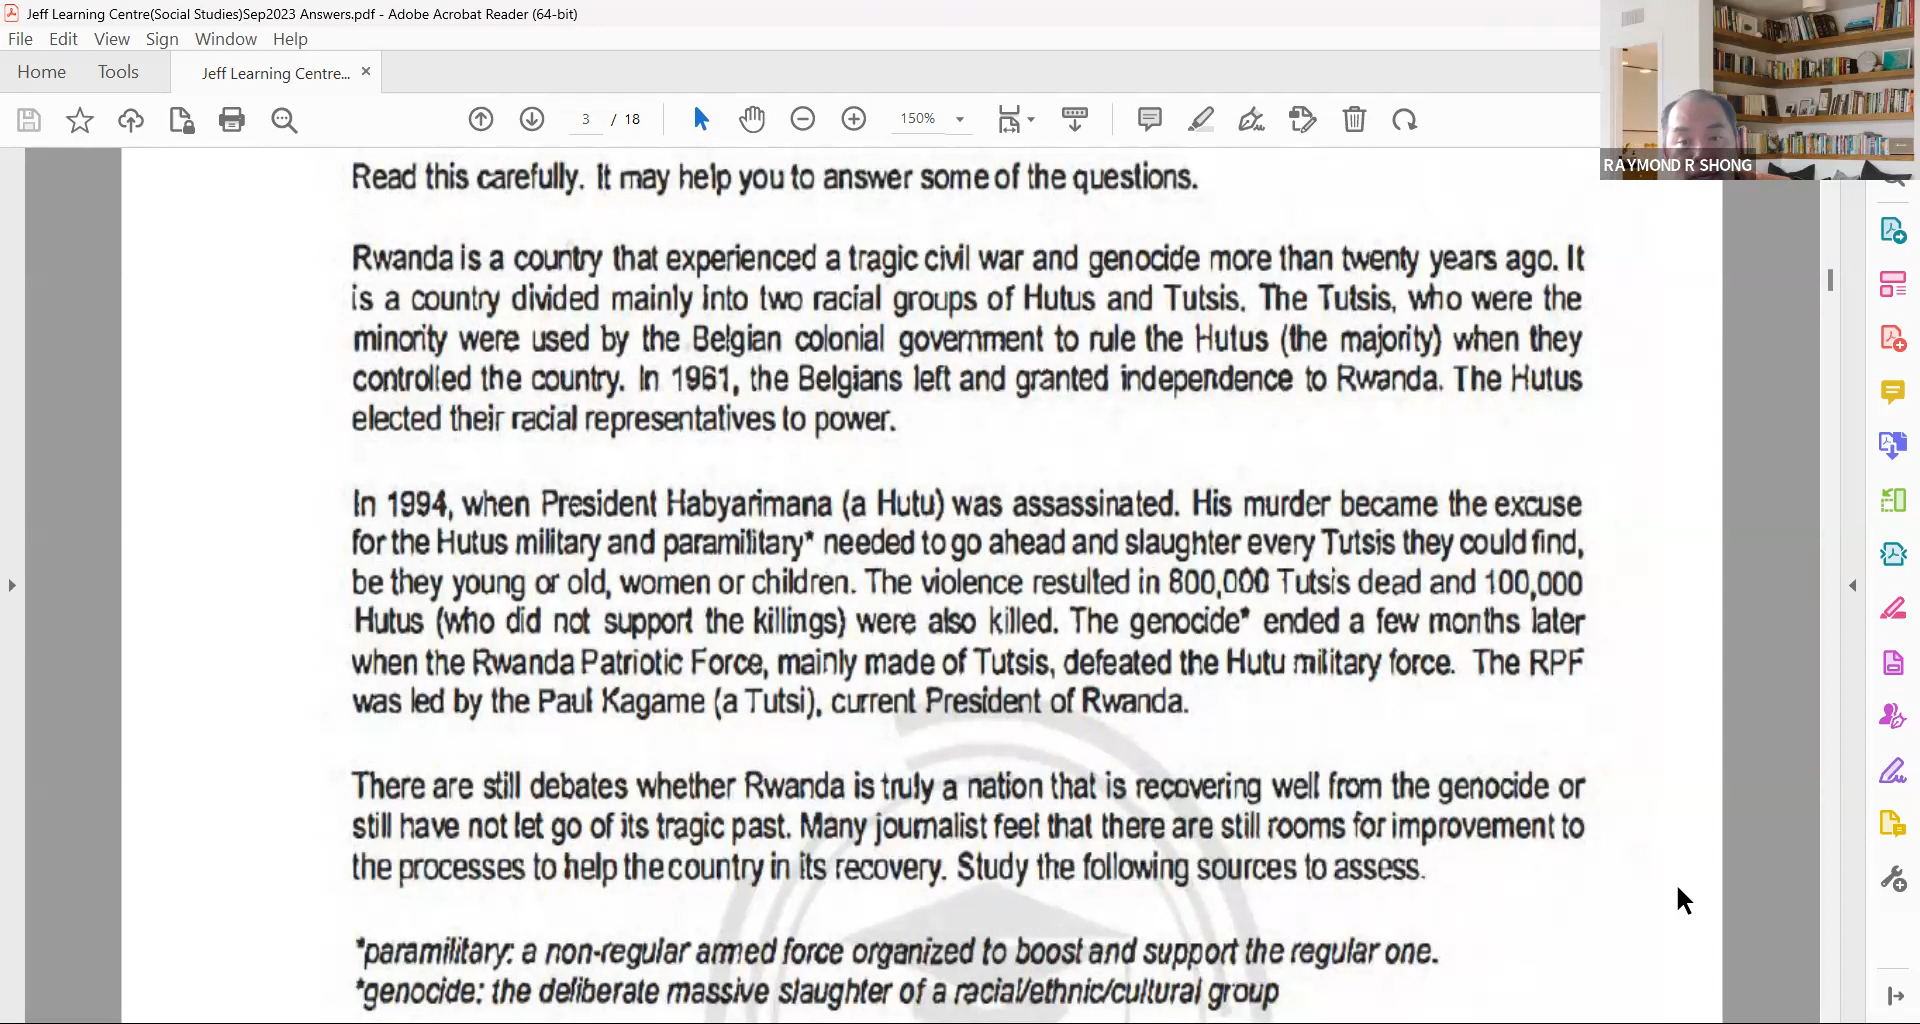 Jeff Learning Centre(Social Studies)Sep2023 Answers.pdf - Adobe Acrobat Reader (64-bit)
File Edit View Sign Window Help
Home Tools Jeff Learning Centre... ×
3 / 18 150%
RAYMOND R SHONG
Read this carefully. It may help you to answer some of the questions.
Rwanda is a country that experienced a tragic civil war and genocide more than twenty years ago. It
is a country divided mainly into two racial groups of Hutus and Tutsis. The Tutsis, who were the
minority were used by the Belgian colonial government to rule the Hutus (the majority) when they
controlled the country. In 1961, the Belgians left and granted independence to Rwanda. The Hutus
elected their racial representatives to power.
In 1994, when President Habyarimana (a Hutu) was assassinated. His murder became the excuse
for the Hutus military and paramilitary* needed to go ahead and slaughter every Tutsis they could find,
be they young or old, women or children. The violence resulted in 800,000 Tutsis dead and 100,000
Hutus (who did not support the killings) were also killed. The genocide* ended a few months later
when the Rwanda Patriotic Force, mainly made of Tutsis, defeated the Hutu military force. The RPF
was led by the Paul Kagame (a Tutsi), current President of Rwanda.
There are still debates whether Rwanda is truly a nation that is recovering well from the genocide or
still have not let go of its tragic past. Many journalist feel that there are still rooms for improvement to
the processes to help the country in its recovery. Study the following sources to assess.
*paramilitary: a non-regular armed force organized to boost and support the regular one.
*genocide: the deliberate massive slaughter of a racial/ethnic/cultural group